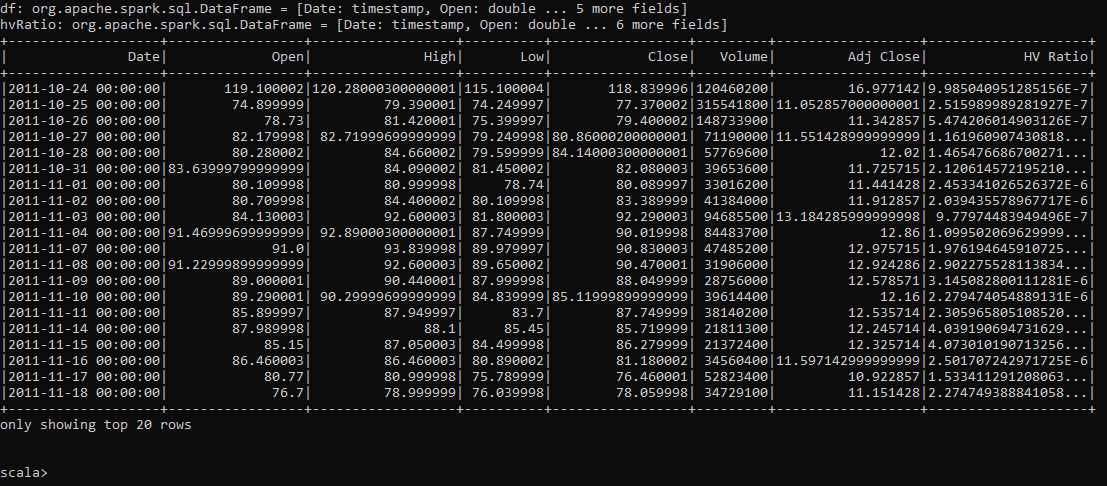 df: org.apache.spark.sql.DataFrame = [Date: timestamp, Open: double ... 5 more fields]
hvRatio: org.apache.spark.sql.DataFrame = [Date: timestamp, Open: double ... 6 more fields]
+-------------------+-----------------+------------------+----------+-----------------+---------+------------------+--------------------+
|               Date|             Open|              High|       Low|            Close|   Volume|         Adj Close|            HV Ratio|
+-------------------+-----------------+------------------+----------+-----------------+---------+------------------+--------------------+
|2011-10-24 00:00:00|       119.100002|120.28000300000001|115.100004|       118.839996|120460200|         16.977142|9.985040951285156E-7|
|2011-10-25 00:00:00|        74.899999|         79.390001| 74.249997|        77.370002|315541800|11.052857000000001|2.515989989281927E-7|
|2011-10-26 00:00:00|            78.73|         81.420001| 75.399997|        79.400002|148733900|         11.342857|5.474206014903126E-7|
|2011-10-27 00:00:00|        82.179998| 82.71999699999999| 79.249998|80.86000200000001| 71190000|11.551428999999999|1.161960907430818...|
|2011-10-28 00:00:00|        80.280002|         84.660002| 79.599999|84.14000300000001| 57769600|             12.02|1.465476686700271...|
|2011-10-31 00:00:00|83.63999799999999|         84.090002| 81.450002|        82.080003| 39653600|         11.725715|2.120614572195210...|
|2011-11-01 00:00:00|        80.109998|         80.999998|     78.74|        80.089997| 33016200|         11.441428|2.453341026526372E-6|
|2011-11-02 00:00:00|        80.709998|         84.400002| 80.109998|        83.389999| 41384000|         11.912857|2.039435578967717E-6|
|2011-11-03 00:00:00|        84.130003|         92.600003| 81.800003|        92.290003| 94685500|13.184285999999998| 9.77974483949496E-7|
|2011-11-04 00:00:00|91.46999699999999| 92.89000300000001| 87.749999|        90.019998| 84483700|             12.86|1.099502069629999...|
|2011-11-07 00:00:00|             91.0|         93.839998| 89.979997|        90.830003| 47485200|         12.975715|1.976194645910725...|
|2011-11-08 00:00:00|91.22999899999999|         92.600003| 89.650002|        90.470001| 31906000|         12.924286|2.902275528113834...|
|2011-11-09 00:00:00|        89.000001|         90.440001| 87.999998|        88.049999| 28756000|         12.578571|3.145082800111281E-6|
|2011-11-10 00:00:00|        89.290001| 90.29999699999999| 84.839999|85.11999899999999| 39614400|             12.16|2.279474054889131E-6|
|2011-11-11 00:00:00|        85.899997|         87.949997|      83.7|        87.749999| 38140200|         12.535714|2.305965805108520...|
|2011-11-14 00:00:00|        87.989998|              88.1|     85.45|        85.719999| 21811300|         12.245714|4.039190694731629...|
|2011-11-15 00:00:00|            85.15|         87.050003| 84.499998|        86.279999| 21372400|         12.325714|4.073010190713256...|
|2011-11-16 00:00:00|        86.460003|         86.460003| 80.890002|        81.180002| 34560400|11.597142999999999|2.501707242971725E-6|
|2011-11-17 00:00:00|            80.77|         80.999998| 75.789999|        76.460001| 52823400|         10.922857|1.533411291208063...|
|2011-11-18 00:00:00|             76.7|         78.999999| 76.039998|        78.059998| 34729100|         11.151428|2.274749388841058...|
+-------------------+-----------------+------------------+----------+-----------------+---------+------------------+--------------------+
only showing top 20 rows
scala>